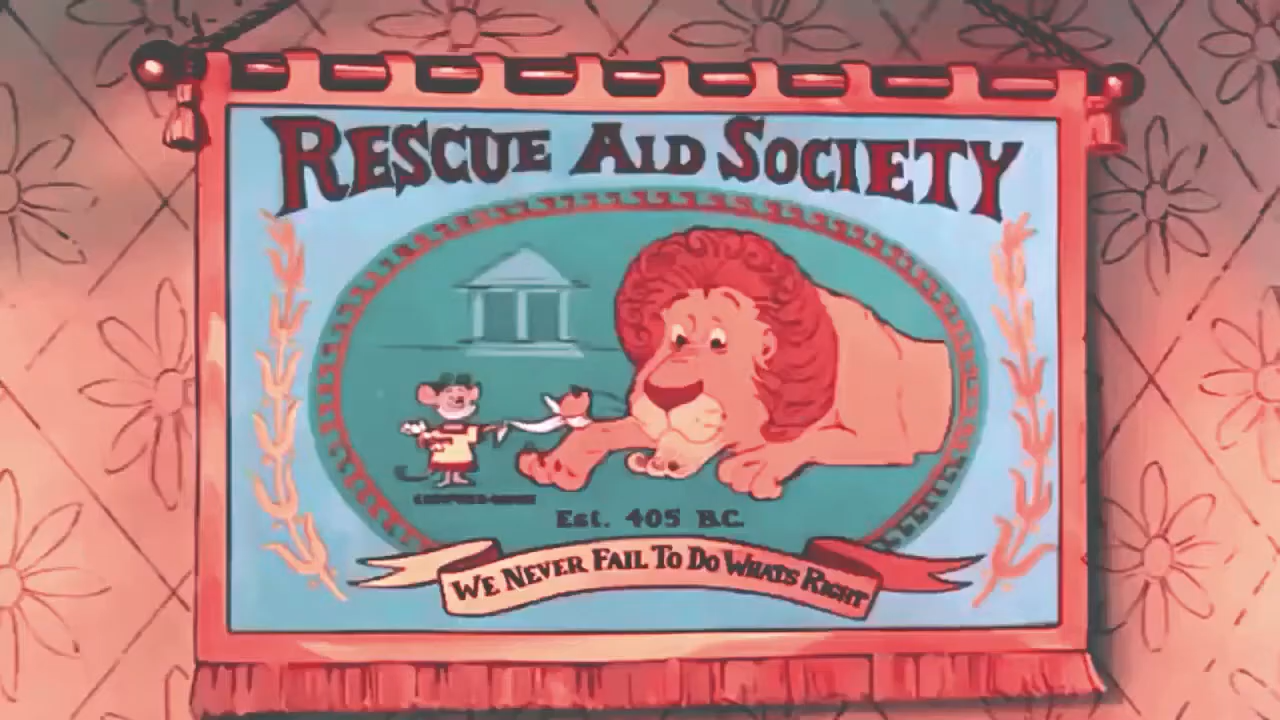 RESCUE AID SOCIETY
Est. 405 B.C.
WE NEVER FAIL TO DO WHATS RIGHT